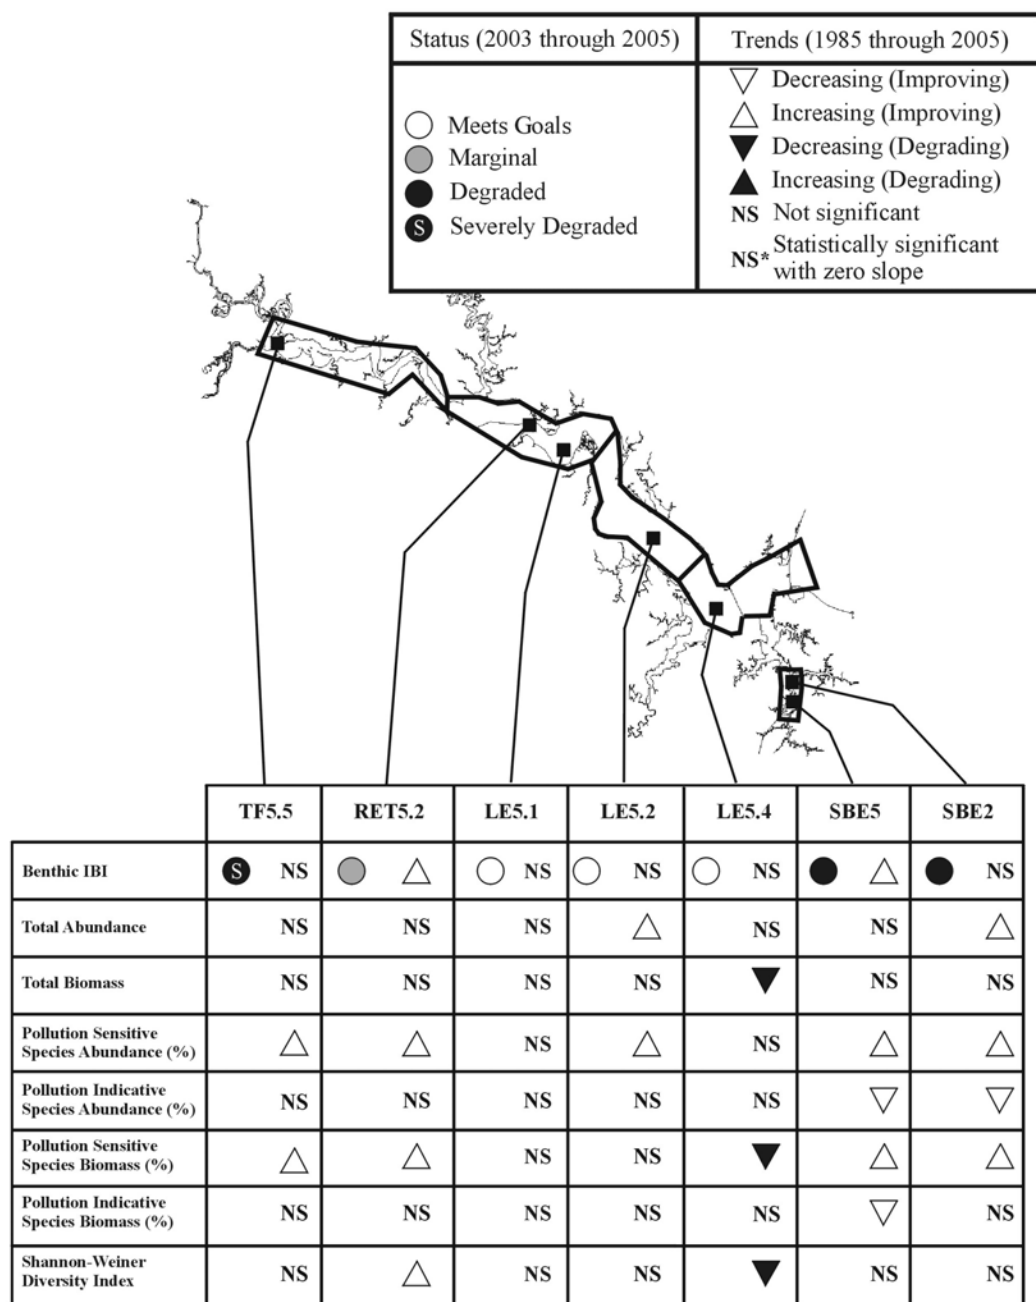 Status (2003 through 2005)
Trends (1985 through 2005)
Meets Goals
Marginal
Degraded
S Severely Degraded
Decreasing (Improving)
Increasing (Improving)
Decreasing (Degrading)
Increasing (Degrading)
NS Not significant
NS* Statistically significant
with zero slope
TF5.5 RET5.2 LE5.1 LE5.2 LE5.4 SBE5 SBE2
Benthic IBI S NS NS NS NS NS
Total Abundance NS NS NS NS NS
Total Biomass NS NS NS NS NS NS
Pollution Sensitive
Species Abundance (%) NS NS
Pollution Indicative
Species Abundance (%) NS NS NS NS NS
Pollution Sensitive
Species Biomass (%) NS NS
Pollution Indicative
Species Biomass (%) NS NS NS NS NS NS
Shannon-Weiner
Diversity Index NS NS NS NS NS